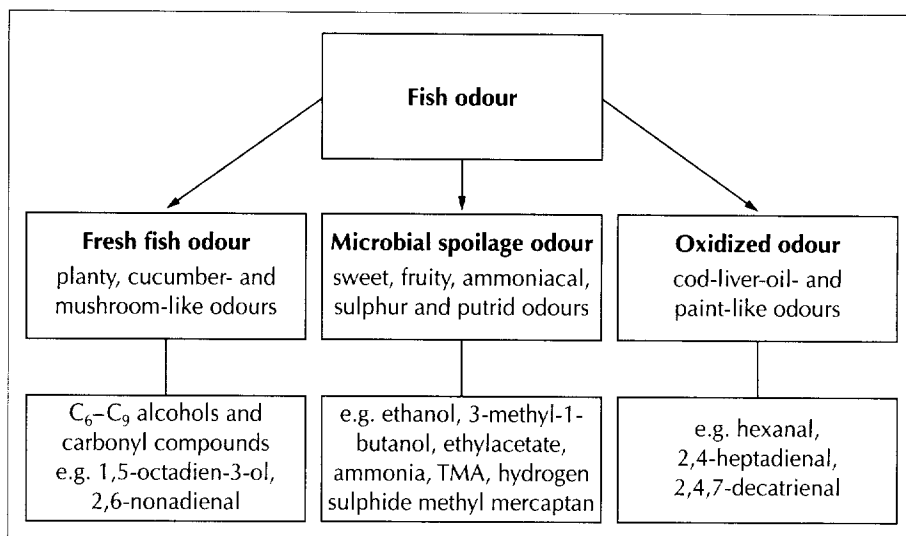 Fish odour
Fresh fish odour
planty, cucumber- and
mushroom-like odours
Microbial spoilage odour
sweet, fruity, ammoniacal,
sulphur and putrid odours
Oxidized odour
cod-liver-oil- and
paint-like odours
C₆–C₉ alcohols and
carbonyl compounds
e.g. 1,5-octadien-3-ol,
2,6-nonadienal
e.g. ethanol, 3-methyl-1-
butanol, ethylacetate,
ammonia, TMA, hydrogen
sulphide methyl mercaptan
e.g. hexanal,
2,4-heptadienal,
2,4,7-decatrienal